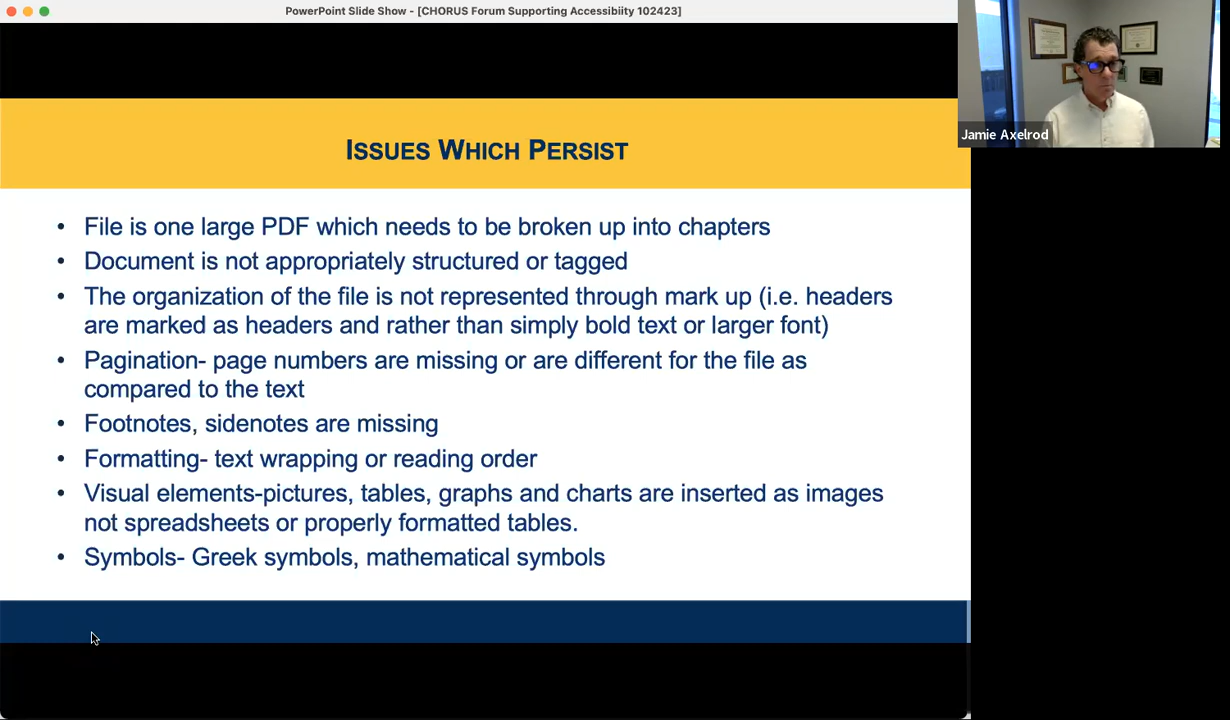 PowerPoint Slide Show - [CHORUS Forum Supporting Accessibiity 102423]
Jamie Axelrod
ISSUES WHICH PERSIST
• File is one large PDF which needs to be broken up into chapters
• Document is not appropriately structured or tagged
• The organization of the file is not represented through mark up (i.e. headers
are marked as headers and rather than simply bold text or larger font)
• Pagination- page numbers are missing or are different for the file as
compared to the text
• Footnotes, sidenotes are missing
• Formatting- text wrapping or reading order
• Visual elements-pictures, tables, graphs and charts are inserted as images
not spreadsheets or properly formatted tables.
• Symbols- Greek symbols, mathematical symbols